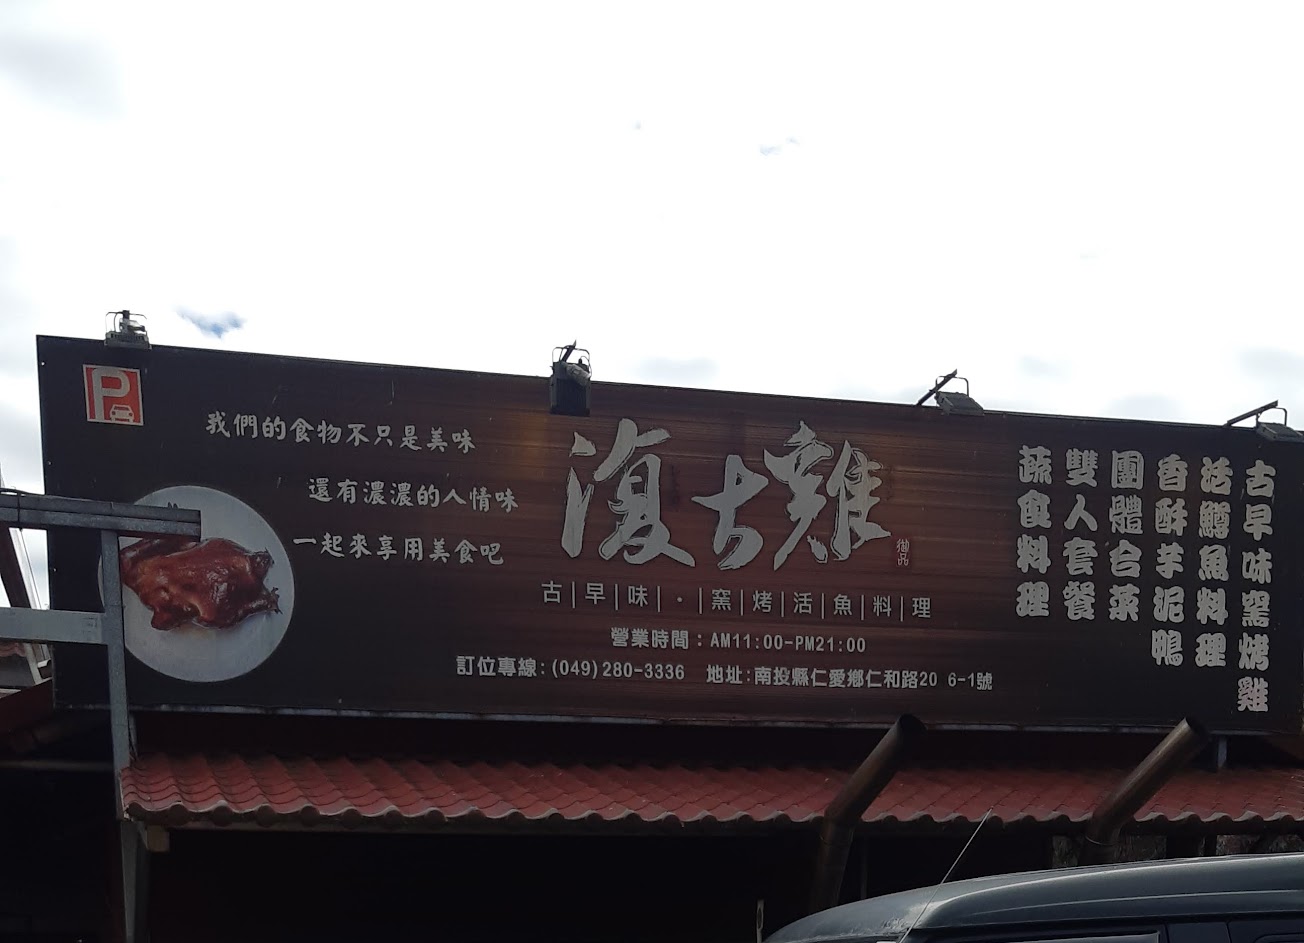 P
我們的食物不只是美味
還有濃濃的人情味
一起來享用美食吧
復古雞
御品
古|早|味|·|窯|烤|活|魚|料|理
營業時間：AM11:00-PM21:00
訂位專線：(049)280-3336 地址：南投縣仁愛鄉仁和路20 6-1號
古早味窯烤雞
活鱒魚料理
香酥芋泥鴨
團體合菜
雙人套餐
蔬食料理